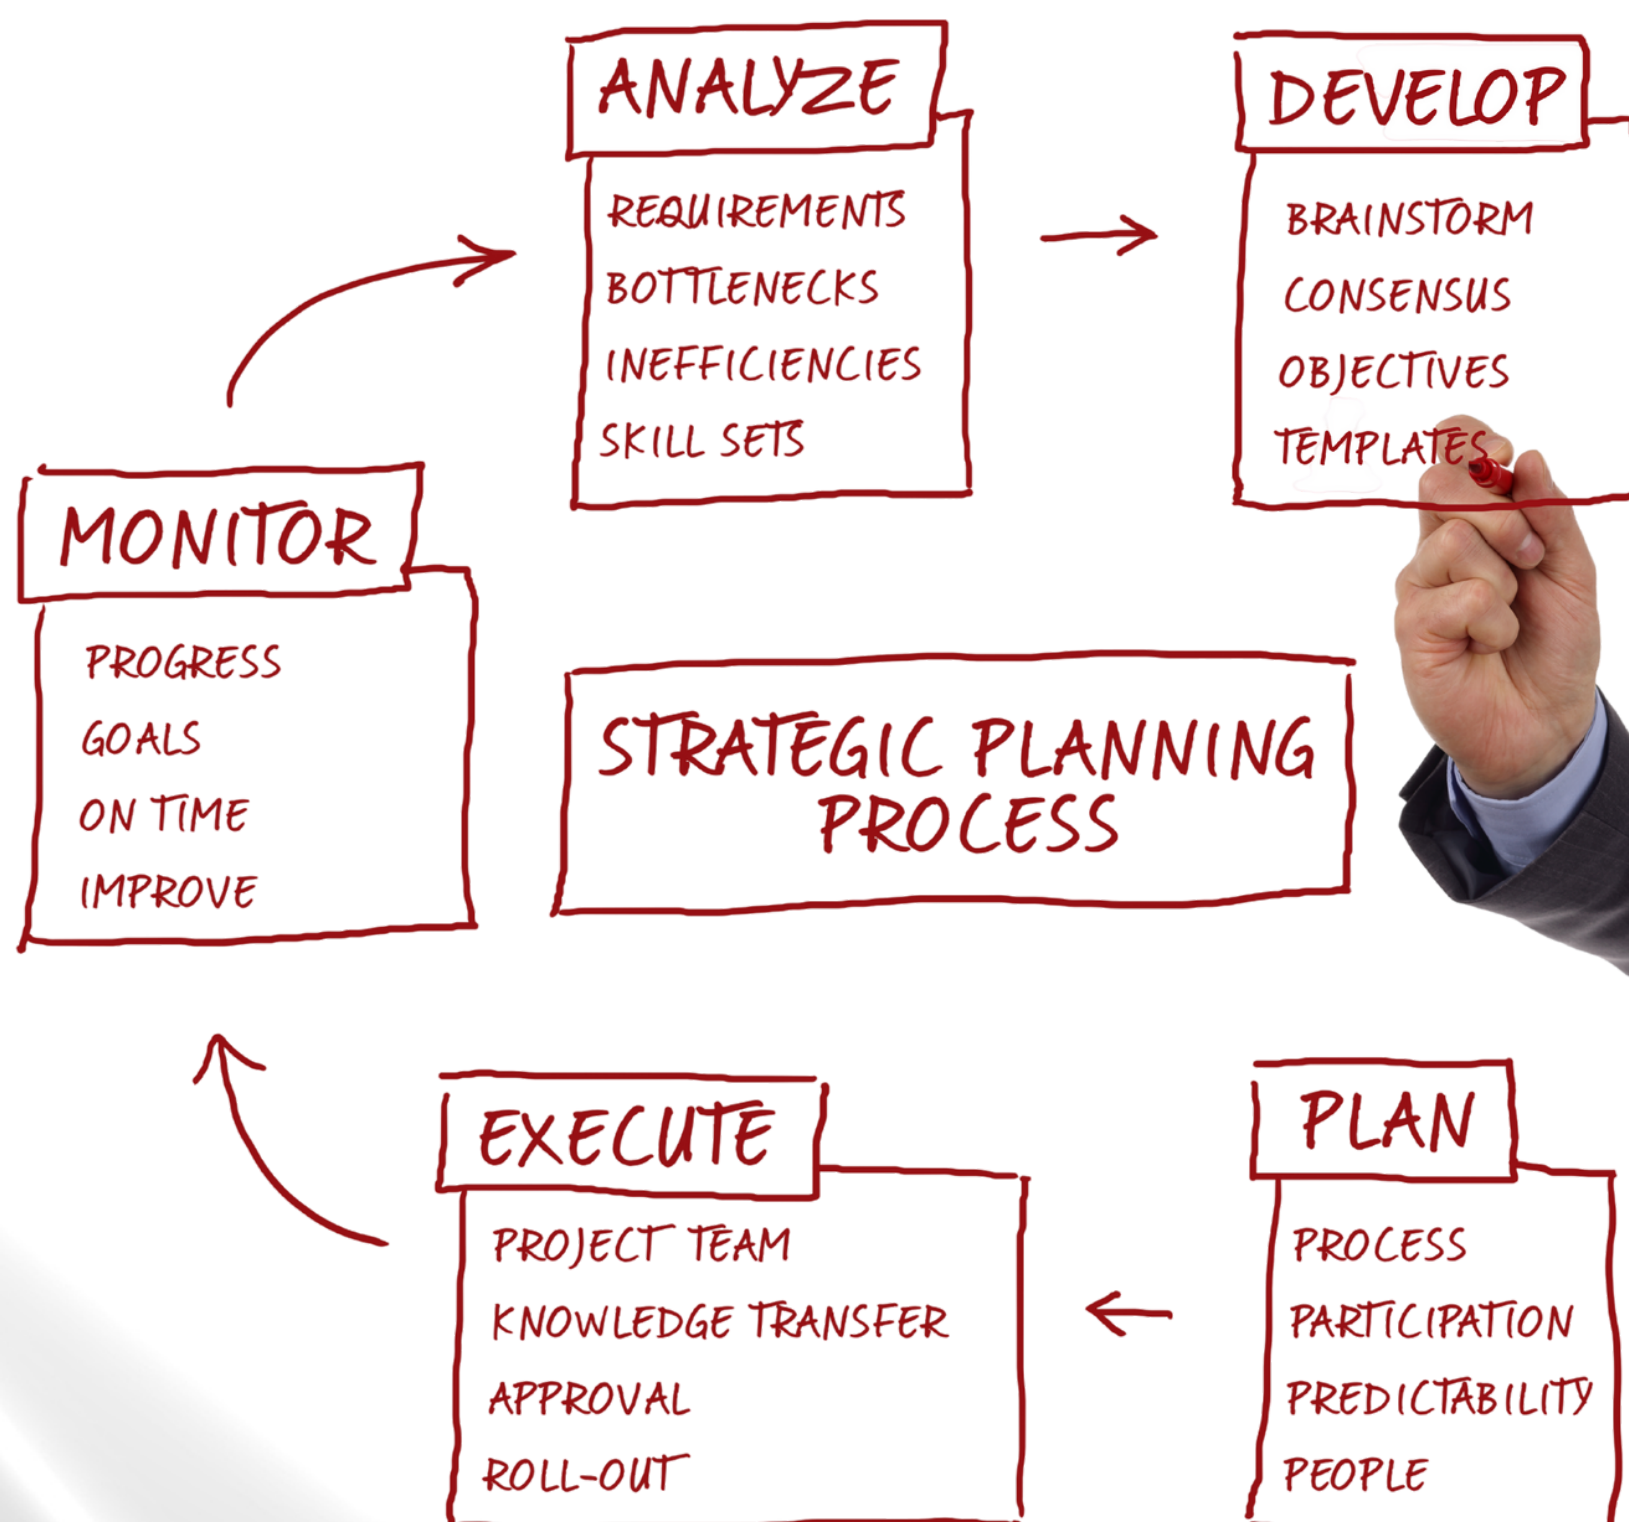 ANALYZE
REQUIREMENTS
BOTTLENECKS
INEFFICIENCIES
SKILL SETS
DEVELOP
BRAINSTORM
CONSENSUS
OBJECTIVES
TEMPLATES
MONITOR
PROGRESS
GOALS
ON TIME
IMPROVE
STRATEGIC PLANNING
PROCESS
EXECUTE
PROJECT TEAM
KNOWLEDGE TRANSFER
APPROVAL
ROLL-OUT
PLAN
PROCESS
PARTICIPATION
PREDICTABILITY
PEOPLE